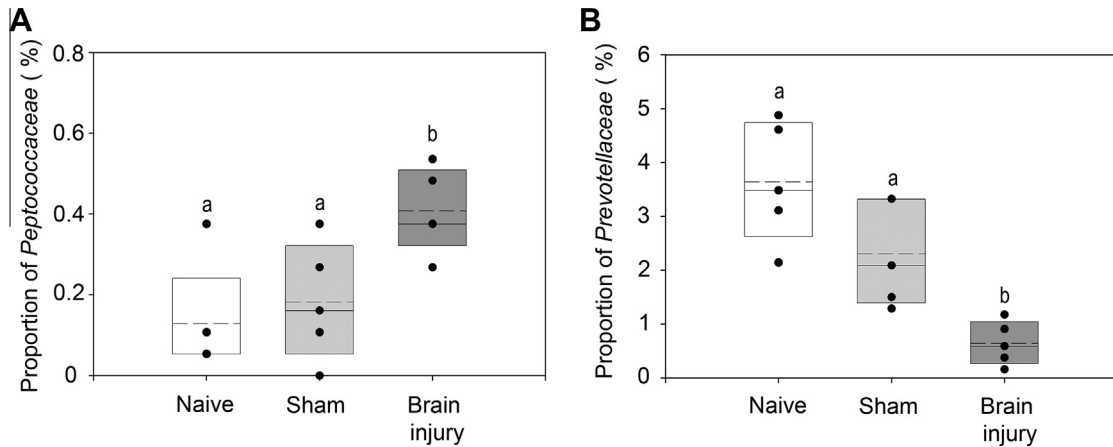 A
Proportion of Peptococcaceae ( %)
0.8
0.6
0.4
0.2
0
a
a
b
Naive
Sham
Brain
injury
B
Proportion of Prevotellaceae ( %)
6
5
4
3
2
1
0
a
a
b
Naive
Sham
Brain
injury